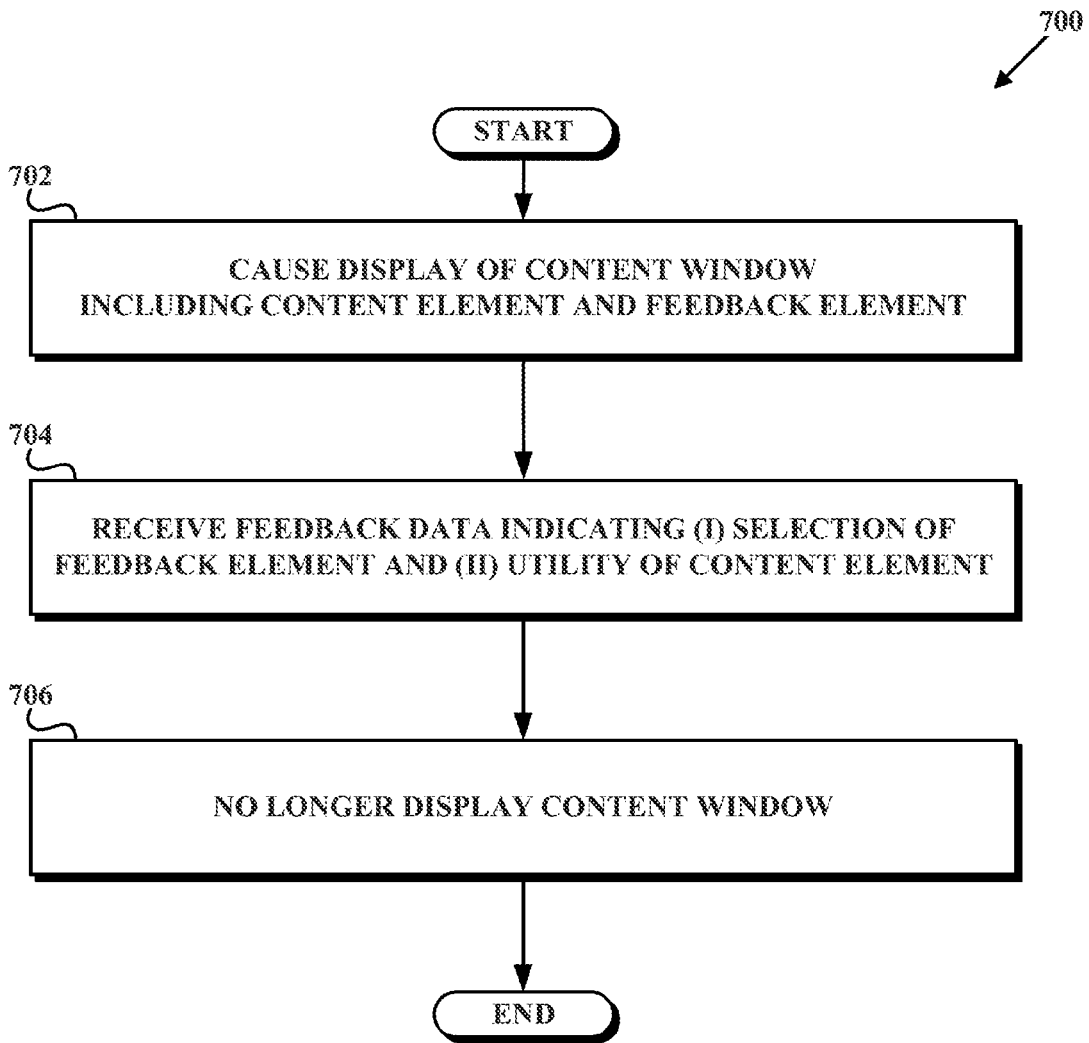 700
START
702
CAUSE DISPLAY OF CONTENT WINDOW
INCLUDING CONTENT ELEMENT AND FEEDBACK ELEMENT
704
RECEIVE FEEDBACK DATA INDICATING (I) SELECTION OF
FEEDBACK ELEMENT AND (II) UTILITY OF CONTENT ELEMENT
706
NO LONGER DISPLAY CONTENT WINDOW
END